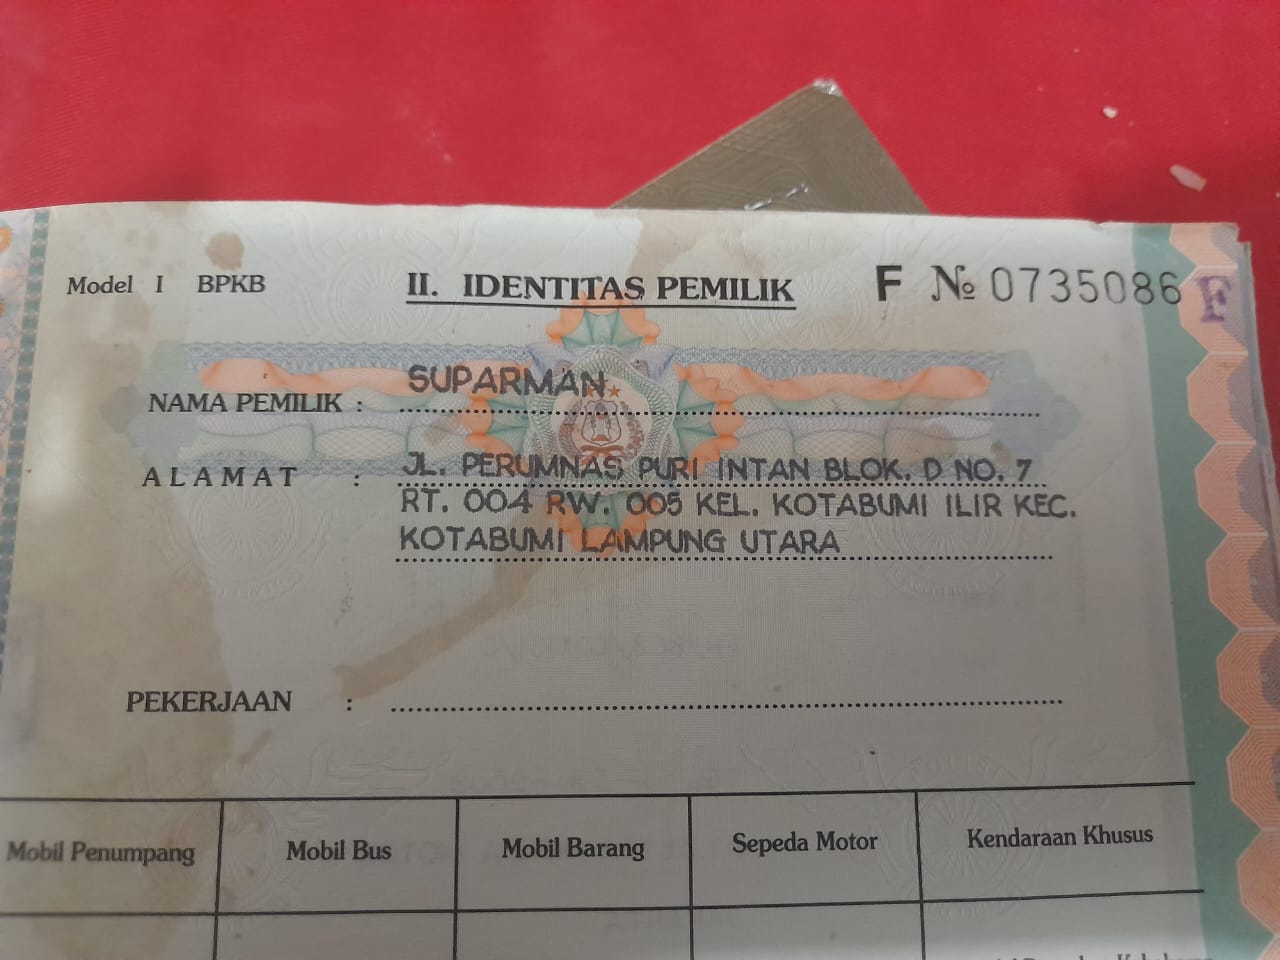 Model I BPKB
II. IDENTITAS PEMILIK
F № 0735086
F
NAMA PEMILIK : SUPARMAN
ALAMAT : JL. PERUMNAS PURI INTAN BLOK. D NO. 7
RT. 004 RW. 005 KEL. KOTABUMI ILIR KEC.
KOTABUMI LAMPUNG UTARA
PEKERJAAN :
Mobil Penumpang
Mobil Bus
Mobil Barang
Sepeda Motor
Kendaraan Khusus